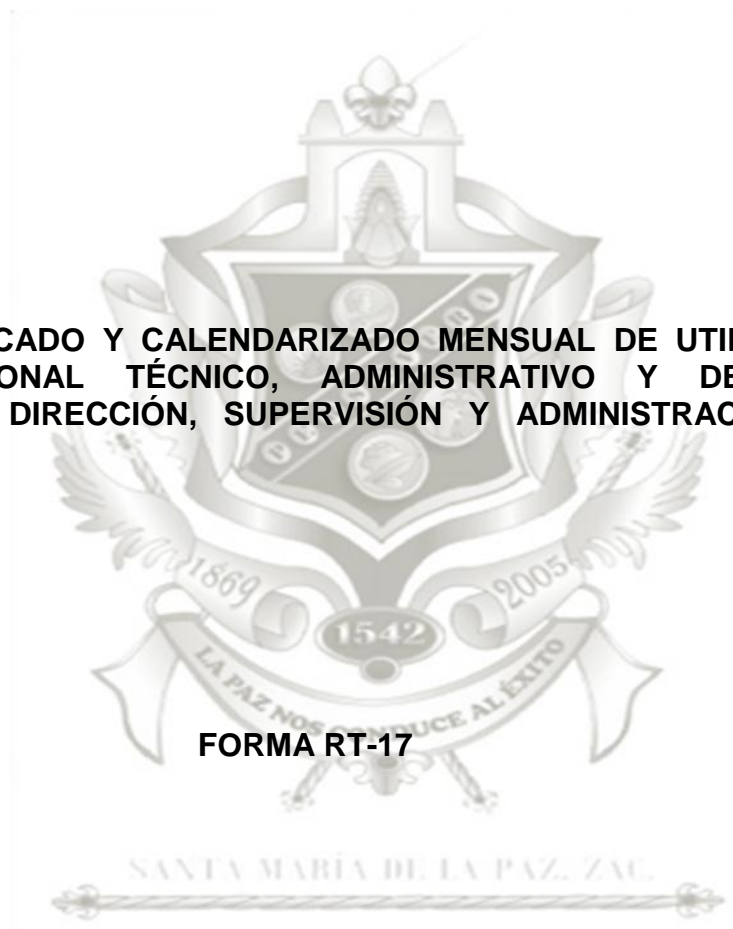 CADO Y CALENDARIZADO MENSUAL DE UTI
ONAL TÉCNICO, ADMINISTRATIVO Y DE
DIRECCIÓN, SUPERVISIÓN Y ADMINISTRAC
1869
2005
1542
LA PAZ NOS CONDUCE AL ÉXITO
FORMA RT-17
SANTA MARÍA DE LA PAZ, ZAC.